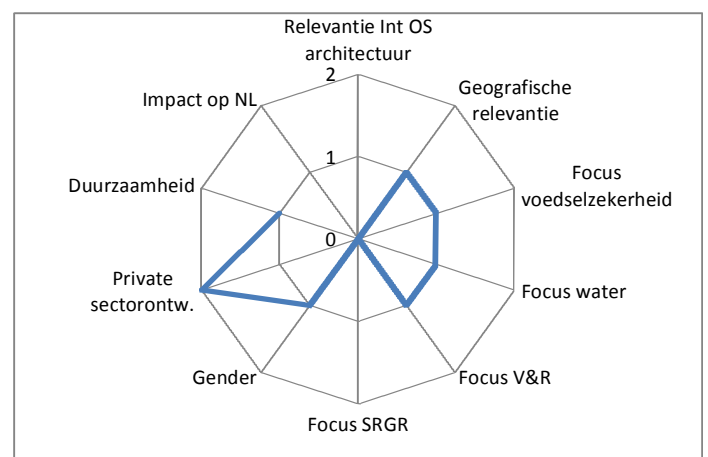 Relevantie Int OS
architectuur
2
Geografische
relevantie
Impact op NL
1
Focus
voedselzekerheid
Duurzaamheid
0
Private
sectorontw.
Focus water
Gender
Focus V&R
Focus SRGR